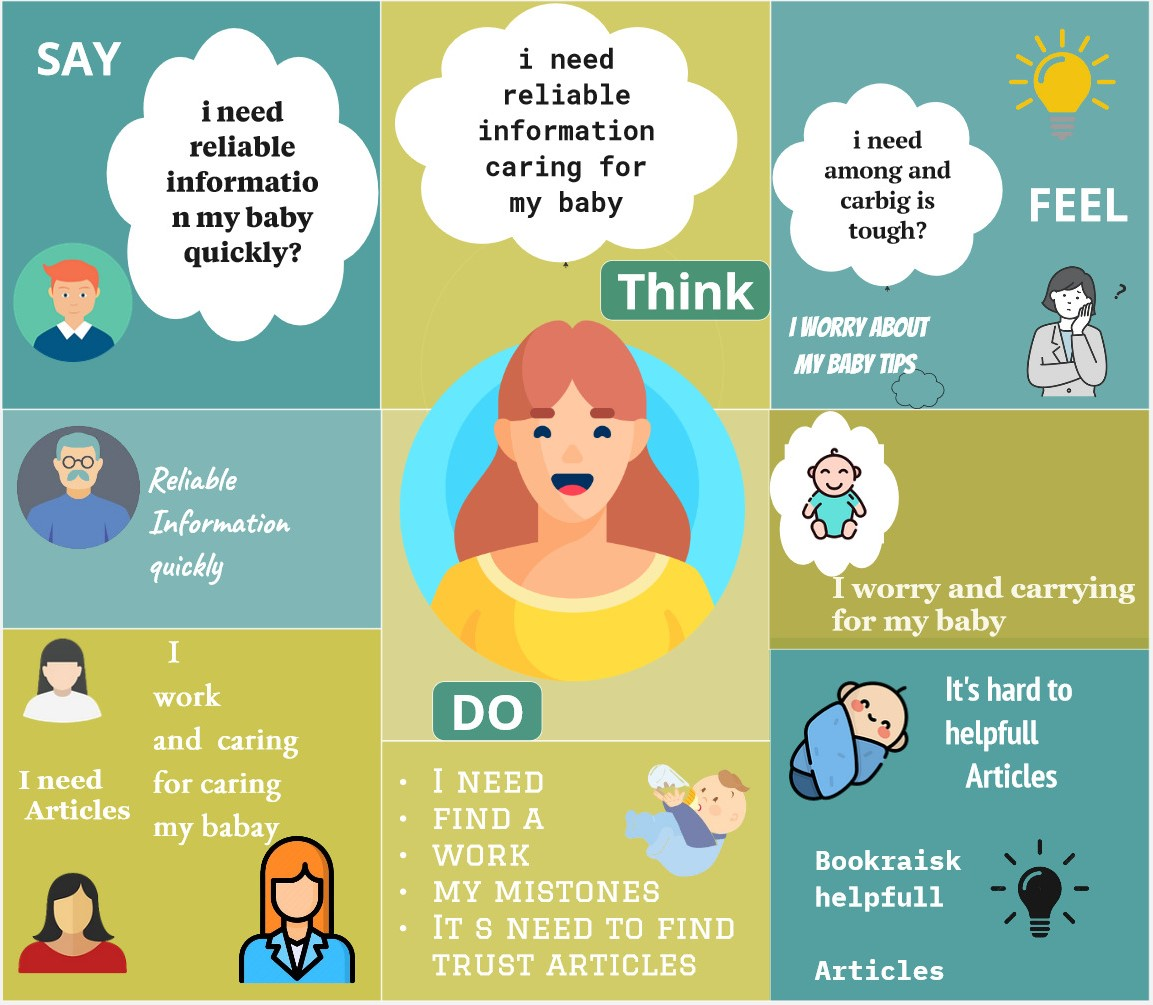 SAY
i need
reliable
informatio
n my baby
quickly?
i need
reliable
information
caring for
my baby
Think
i need
among and
carbig is
tough?
FEEL
I WORRY ABOUT
MY BABY TIPS
?
Reliable
Information
quickly
I worry and carrying
for my baby
I
work
and caring
for caring
my babay
I need
Articles
DO
• I NEED
• FIND A
• WORK
• MY MISTONES
• IT S NEED TO FIND
TRUST ARTICLES
It's hard to
helpfull
Articles
Bookraisk
helpfull
Articles